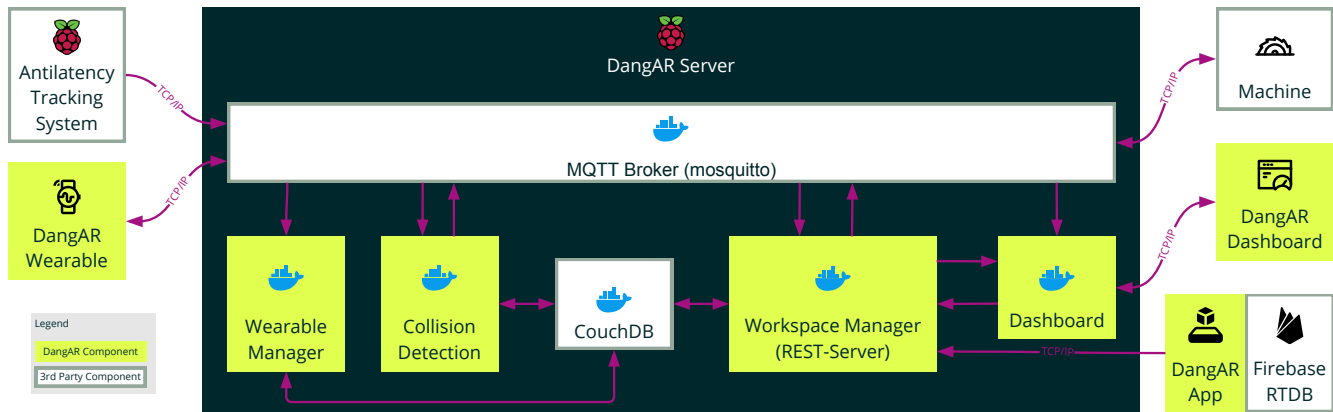 Antilatency
Tracking
System
TCP/IP
DangAR
Wearable
TCP/IP
Legend
DangAR Component
3rd Party Component
DangAR Server
MQTT Broker (mosquitto)
Wearable
Manager
Collision
Detection
CouchDB
Workspace Manager
(REST-Server)
Dashboard
TCP/IP
Machine
TCP/IP
DangAR
Dashboard
TCP/IP
DangAR
App
Firebase
RTDB